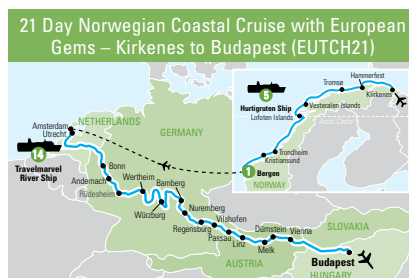 21 Day Norwegian Coastal Cruise with European
Gems – Kirkenes to Budapest (EUTCH21)
Hammerfest
Tromsø
Kirkenes
5
Hurtigruten Ship
Vesteralen Islands
Lofoten Islands
Arctic Circle
Trondheim
Kristiansund
1 Bergen
NORWAY
Amsterdam
Utrecht
NETHERLANDS
GERMANY
14
Travelmarvel
River Ship
Bonn
Andernach
Rüdesheim
Wertheim
Bamberg
Würzburg
Nuremberg
Regensburg
Vilshofen
Passau
Linz
Dürnstein
Melk
Vienna
SLOVAKIA
AUSTRIA
Budapest
HUNGARY